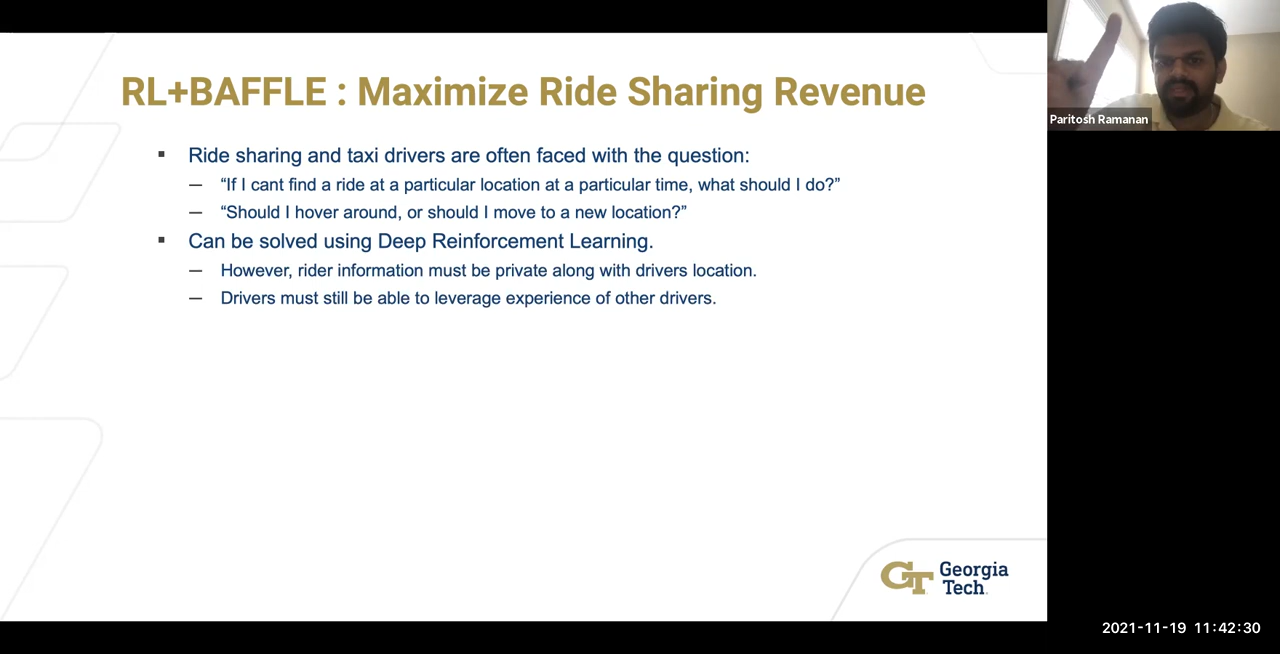 RL+BAFFLE : Maximize Ride Sharing Revenue
Ride sharing and taxi drivers are often faced with the question:
“If I cant find a ride at a particular location at a particular time, what should I do?”
“Should I hover around, or should I move to a new location?”
Can be solved using Deep Reinforcement Learning.
However, rider information must be private along with drivers location.
Drivers must still be able to leverage experience of other drivers.
Paritosh Ramanan
GT Georgia
Tech
2021-11-19 11:42:30